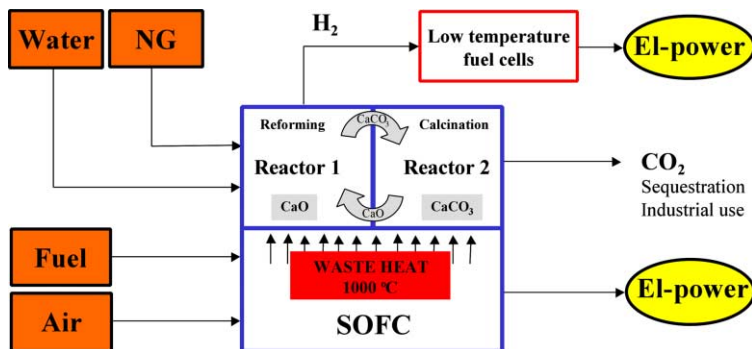 Water
NG
H₂
Low temperature
fuel cells
El-power
Reforming
CaCO₃
Calcination
Reactor 1
Reactor 2
CaO
CaO
CaCO₃
CO₂
Sequestration
Industrial use
Fuel
Air
WASTE HEAT
1000 ºC
SOFC
El-power